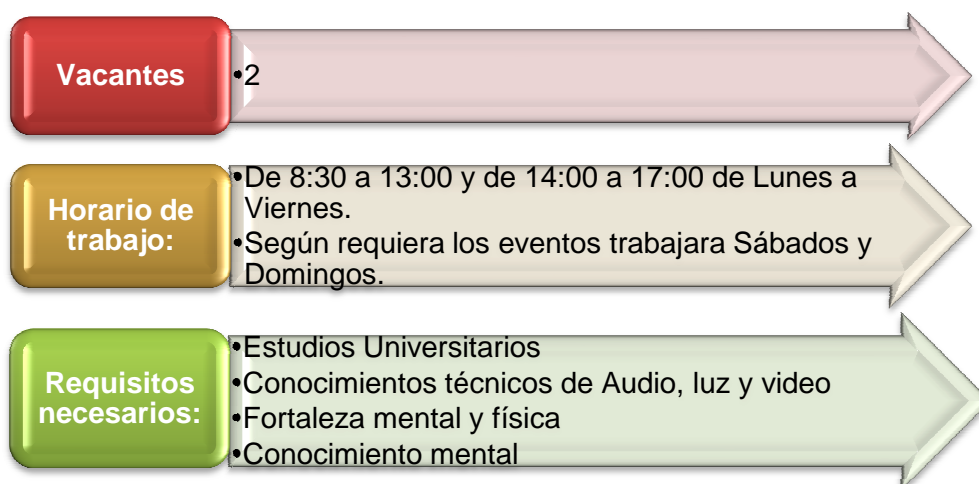 Vacantes
•2
Horario de
trabajo:
•De 8:30 a 13:00 y de 14:00 a 17:00 de Lunes a
Viernes.
•Según requiera los eventos trabajara Sábados y
Domingos.
Requisitos
necesarios:
•Estudios Universitarios
•Conocimientos técnicos de Audio, luz y video
•Fortaleza mental y física
•Conocimiento mental